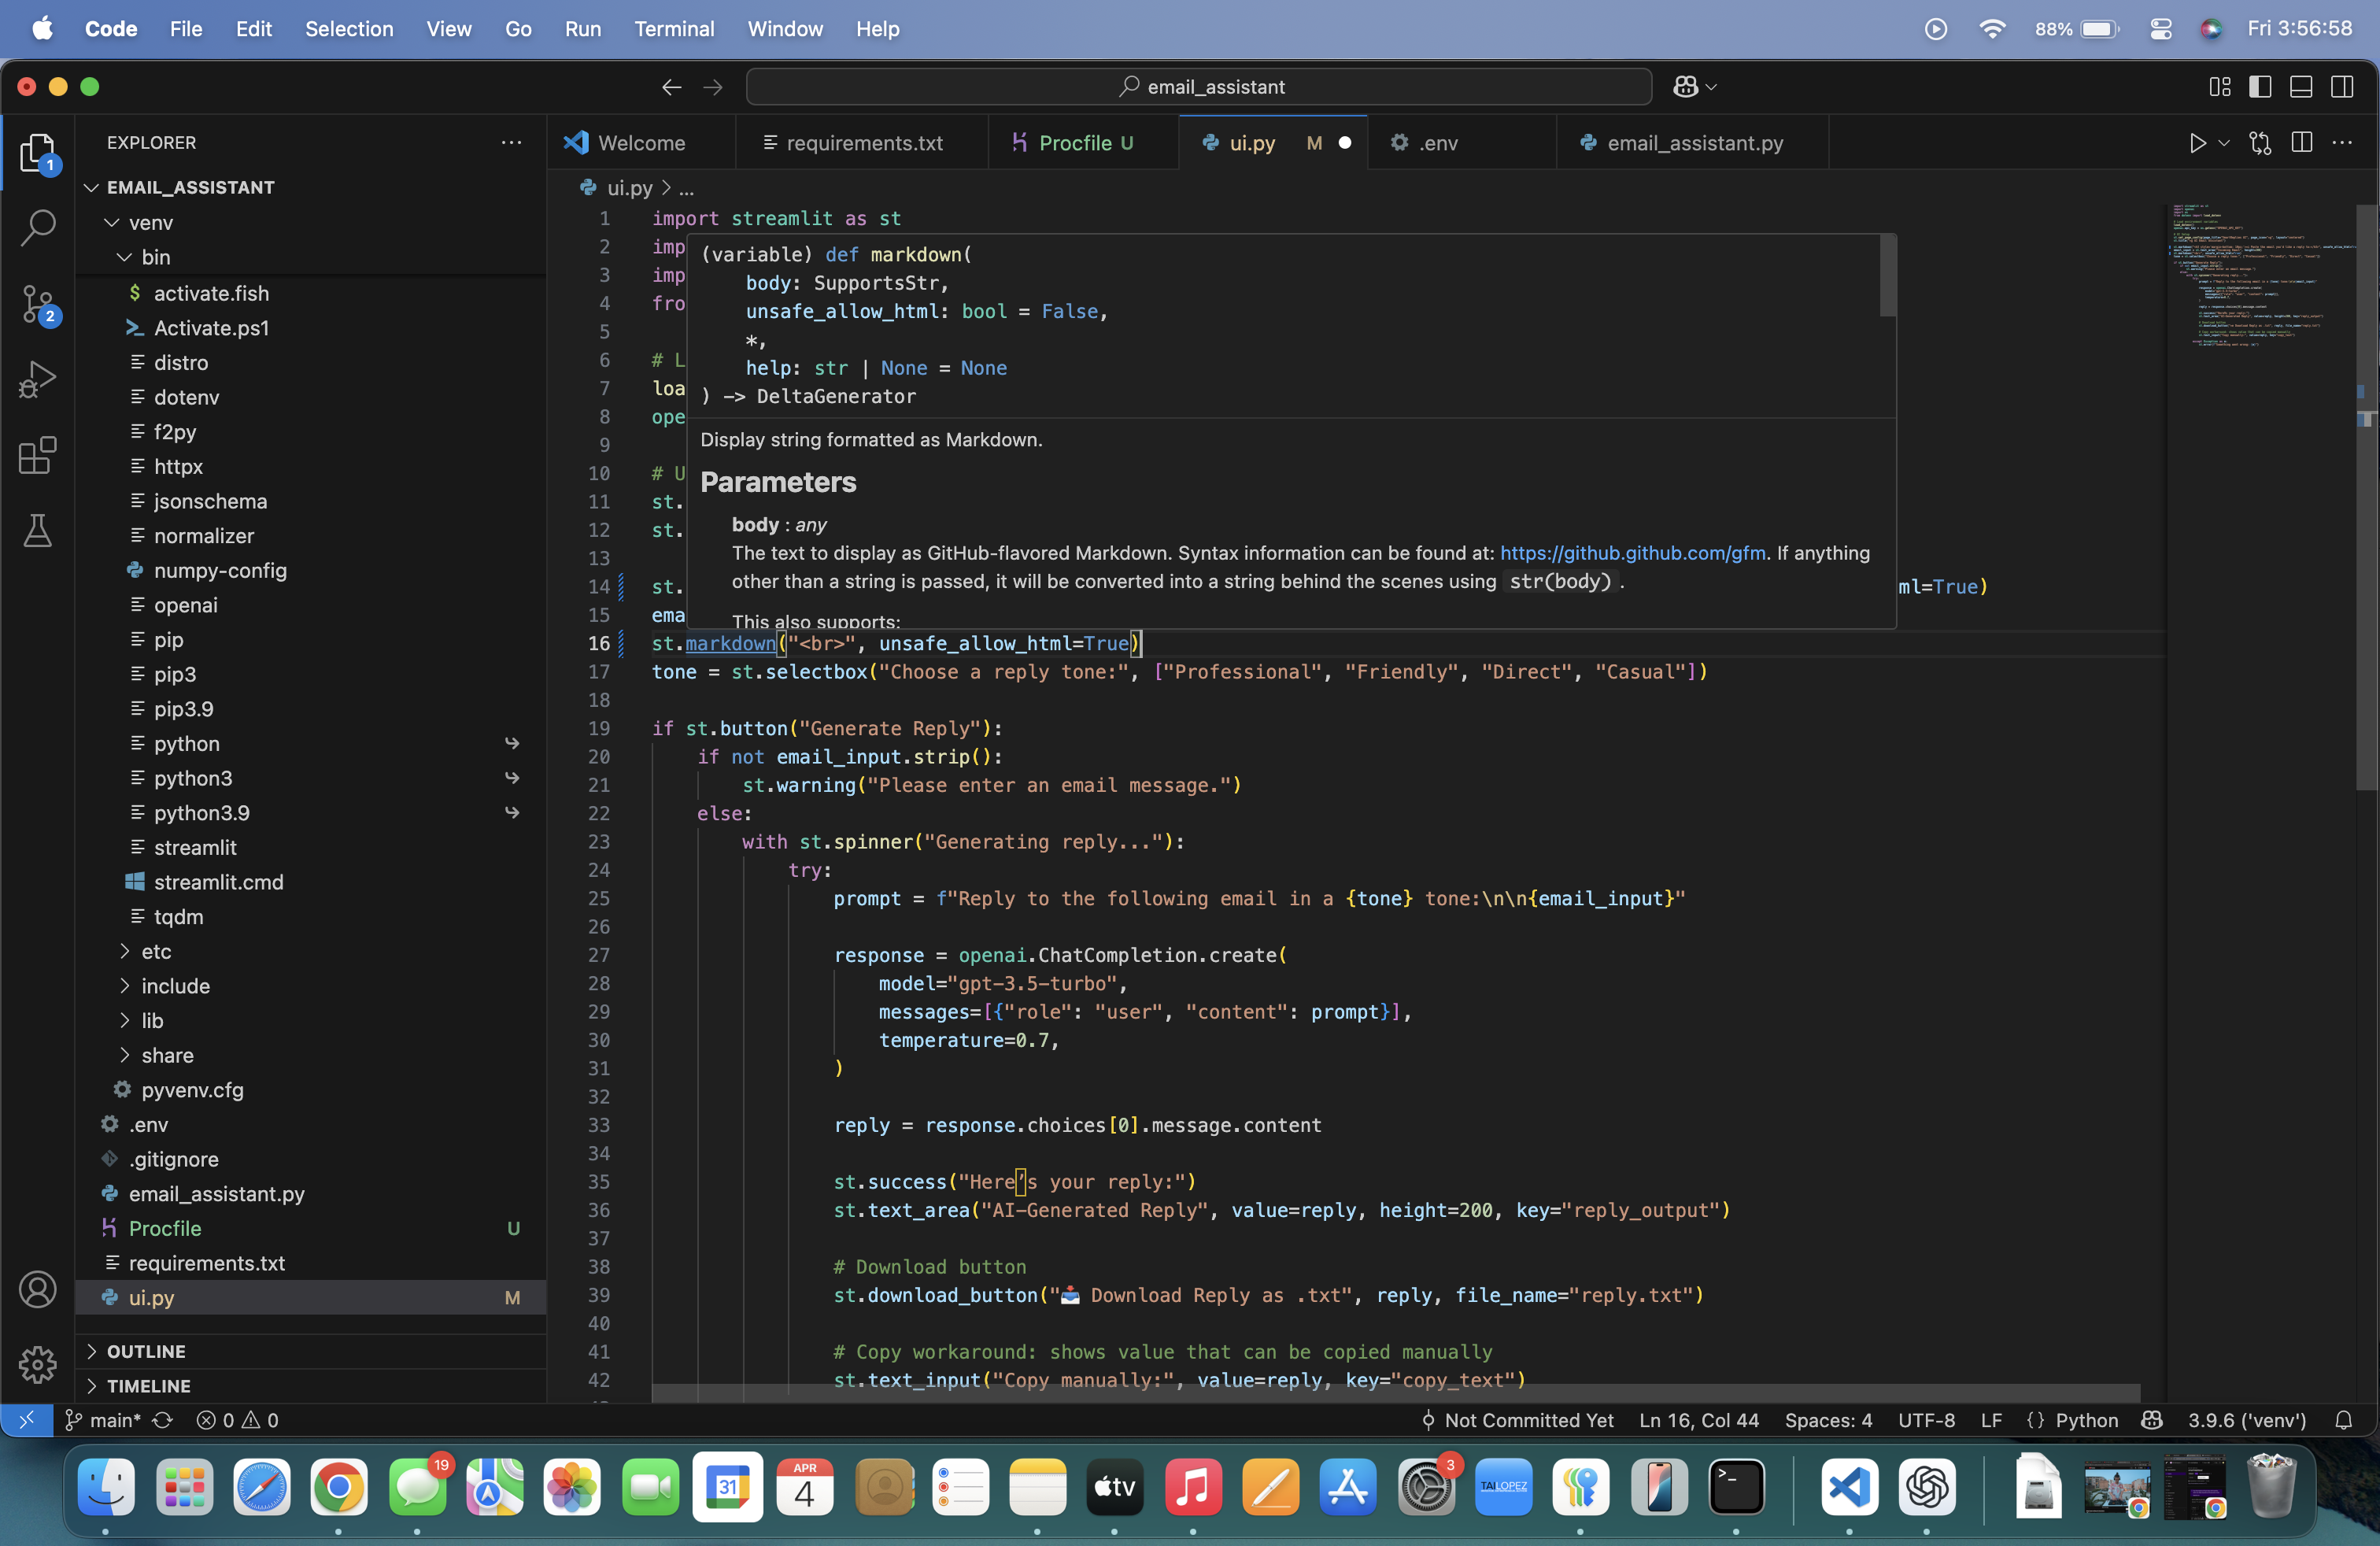 Code File Edit Selection View Go Run Terminal Window Help 88% Fri 3:56:58
email_assistant
EXPLORER
Welcome requirements.txt Procfile U ui.py M .env email_assistant.py
EMAIL_ASSISTANT
venv
bin
activate.fish
Activate.ps1
distro
dotenv
f2py
httpx
jsonschema
normalizer
numpy-config
openai
pip
pip3
pip3.9
python
python3
python3.9
streamlit
streamlit.cmd
tqdm
etc
include
lib
share
pyvenv.cfg
.env
.gitignore
email_assistant.py
Procfile U
requirements.txt
ui.py M
OUTLINE
TIMELINE
ui.py > ...
1 import streamlit as st
2 imp
3 imp
4 fro
5
6 # L
7 loa
8 ope
9
10 # U
11 st.
12 st.
13
14 st. ml=True)
15 ema
(variable) def markdown(
body: SupportsStr,
unsafe_allow_html: bool = False,
*,
help: str | None = None
) -> DeltaGenerator
Display string formatted as Markdown.
Parameters
body : any
The text to display as GitHub-flavored Markdown. Syntax information can be found at: https://github.github.com/gfm. If anything
other than a string is passed, it will be converted into a string behind the scenes using str(body).
This also supports:
16 st.markdown("<br>", unsafe_allow_html=True)
17 tone = st.selectbox("Choose a reply tone:", ["Professional", "Friendly", "Direct", "Casual"])
18
19 if st.button("Generate Reply"):
20 if not email_input.strip():
21 st.warning("Please enter an email message.")
22 else:
23 with st.spinner("Generating reply..."):
24 try:
25 prompt = f"Reply to the following email in a {tone} tone:\n\n{email_input}"
26
27 response = openai.ChatCompletion.create(
28 model="gpt-3.5-turbo",
29 messages=[{"role": "user", "content": prompt}],
30 temperature=0.7,
31 )
32
33 reply = response.choices[0].message.content
34
35 st.success("Here’s your reply:")
36 st.text_area("AI-Generated Reply", value=reply, height=200, key="reply_output")
37
38 # Download button
39 st.download_button("📥 Download Reply as .txt", reply, file_name="reply.txt")
40
41 # Copy workaround: shows value that can be copied manually
42 st.text_input("Copy manually:", value=reply, key="copy_text")
1
2
main* 0 0 Not Committed Yet Ln 16, Col 44 Spaces: 4 UTF-8 LF {} Python 3.9.6 ('venv')
19 31 APR 4 tv 3 TAI LOPEZ >_